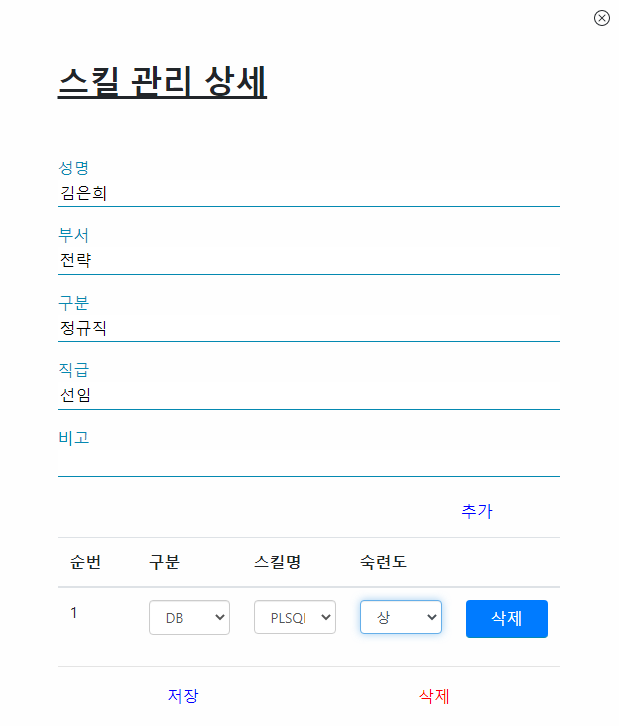 스킬 관리 상세
성명
김은희
부서
전략
구분
정규직
직급
선임
비고
추가
순번 구분 스킬명 숙련도
1 DB PLSQL 상 삭제
저장 삭제